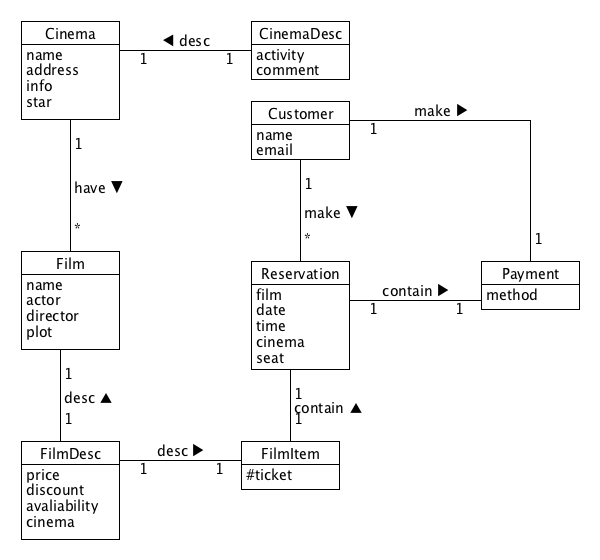 Cinema
name
address
info
star
◄ desc
1
1
CinemaDesc
activity
comment
Customer
name
email
make ►
1
1
1
have ▼
*
1
make ▼
*
Film
name
actor
director
plot
Reservation
film
date
time
cinema
seat
contain ►
1
1
Payment
method
1
desc ▲
1
1
contain ▲
1
FilmDesc
price
discount
avaliability
cinema
desc ►
1
1
FilmItem
#ticket